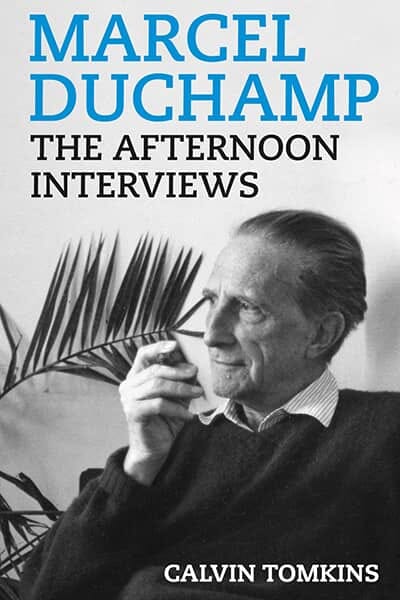 MARCEL
DUCHAMP
THE AFTERNOON
INTERVIEWS
CALVIN TOMKINS